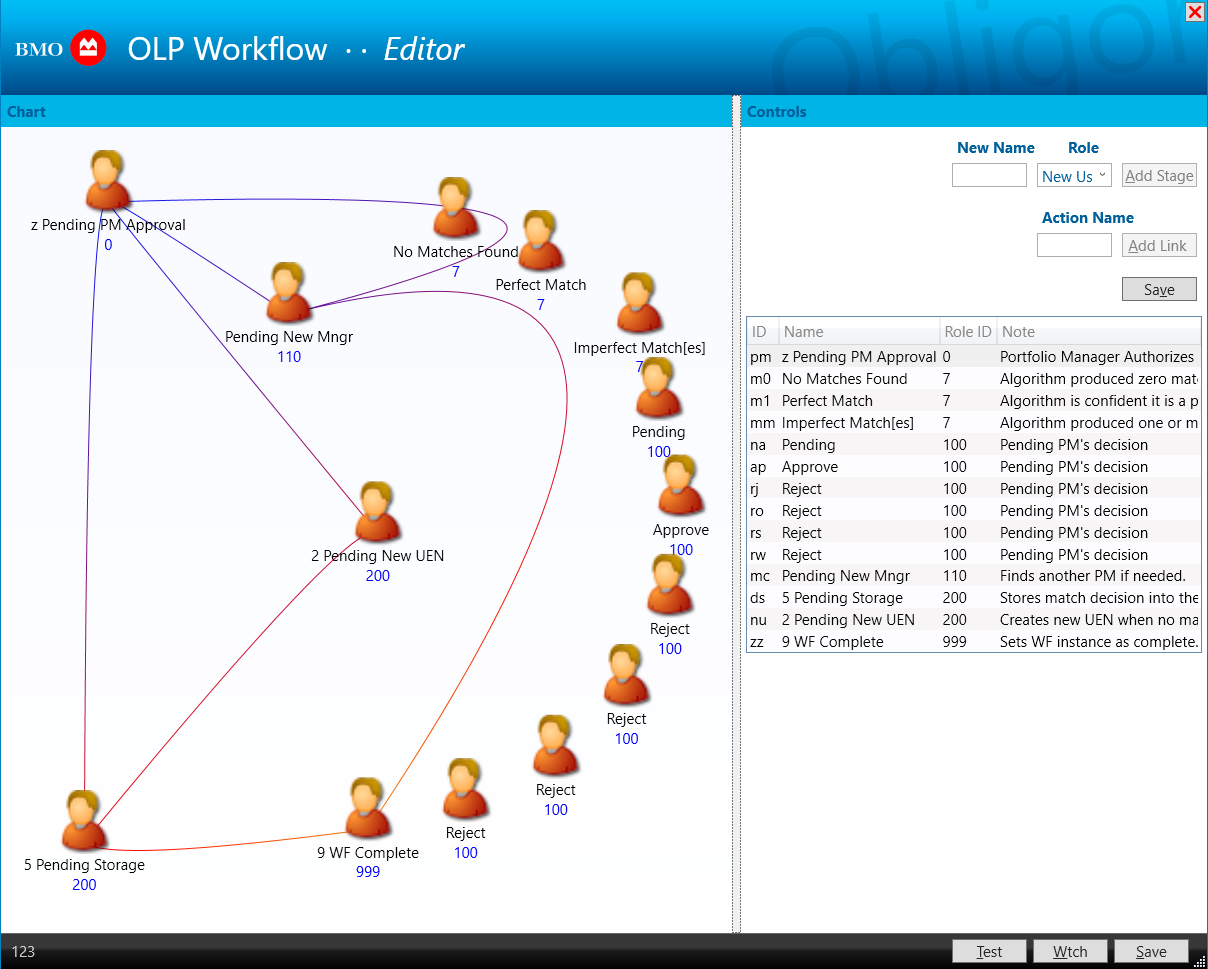 Obligor
BMO OLP Workflow · · Editor
Chart
Controls
z Pending PM Approval
0
No Matches Found
7
Perfect Match
7
Pending New Mngr
110
Imperfect Match[es]
7
Pending
100
2 Pending New UEN
200
Approve
100
Reject
100
Reject
100
Reject
100
Reject
100
9 WF Complete
999
5 Pending Storage
200
New Name Role
New Us Add Stage
Action Name
Add Link
Save
ID Name Role ID Note
pm z Pending PM Approval 0 Portfolio Manager Authorizes
m0 No Matches Found 7 Algorithm produced zero mat
m1 Perfect Match 7 Algorithm is confident it is a p
mm Imperfect Match[es] 7 Algorithm produced one or m
na Pending 100 Pending PM's decision
ap Approve 100 Pending PM's decision
rj Reject 100 Pending PM's decision
ro Reject 100 Pending PM's decision
rs Reject 100 Pending PM's decision
rw Reject 100 Pending PM's decision
mc Pending New Mngr 110 Finds another PM if needed.
ds 5 Pending Storage 200 Stores match decision into the
nu 2 Pending New UEN 200 Creates new UEN when no ma
zz 9 WF Complete 999 Sets WF instance as complete.
123
Test Wtch Save